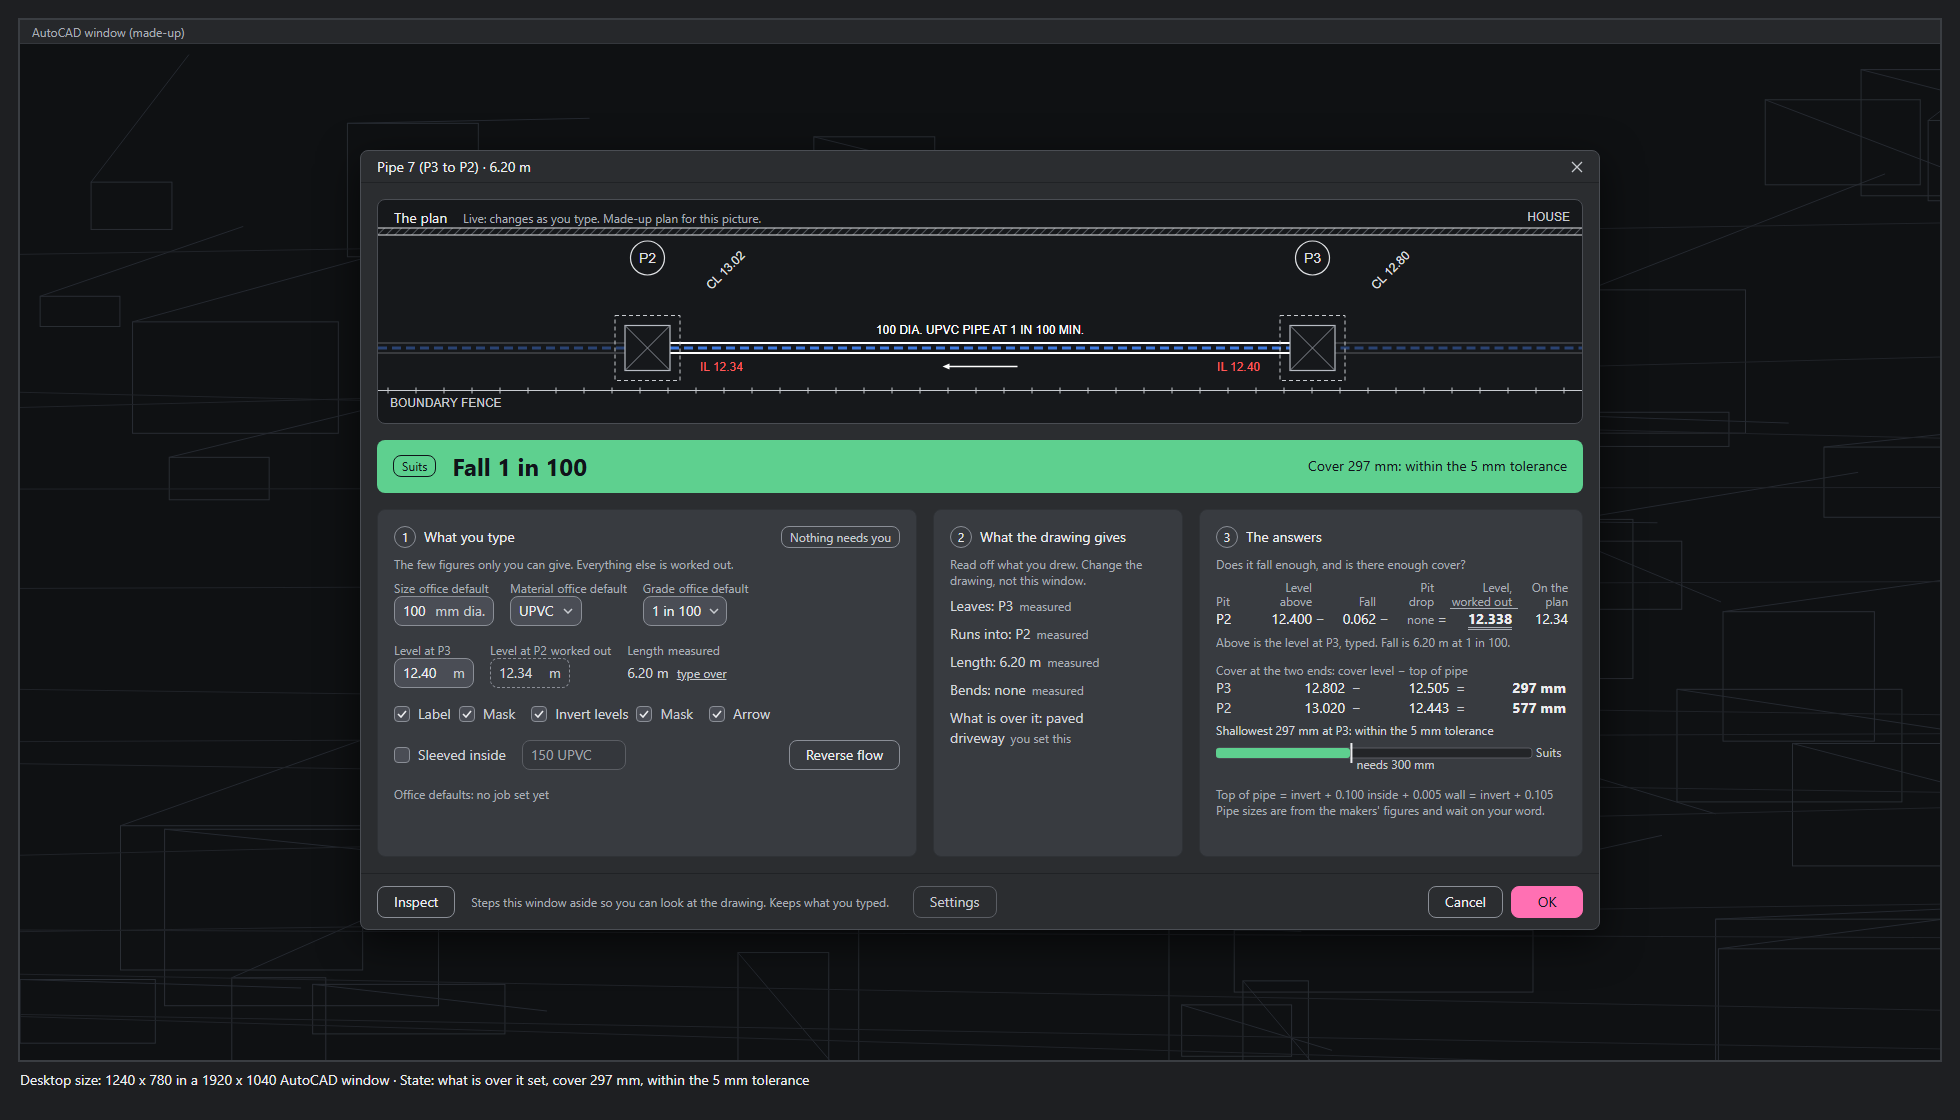 AutoCAD window (made-up)
Pipe 7 (P3 to P2) · 6.20 m
The plan Live: changes as you type. Made-up plan for this picture.
HOUSE
P2
CL 13.02
P3
CL 12.80
100 DIA. UPVC PIPE AT 1 IN 100 MIN.
IL 12.34
IL 12.40
BOUNDARY FENCE
Suits Fall 1 in 100 Cover 297 mm: within the 5 mm tolerance
1 What you type Nothing needs you
The few figures only you can give. Everything else is worked out.
Size office default Material office default Grade office default
100 mm dia. UPVC 1 in 100
Level at P3 Level at P2 worked out Length measured
12.40 m 12.34 m 6.20 m type over
Label Mask Invert levels Mask Arrow
Sleeved inside 150 UPVC Reverse flow
Office defaults: no job set yet
2 What the drawing gives
Read off what you drew. Change the
drawing, not this window.
Leaves: P3 measured
Runs into: P2 measured
Length: 6.20 m measured
Bends: none measured
What is over it: paved
driveway you set this
3 The answers
Does it fall enough, and is there enough cover?
Level Pit Level, On the
Pit above Fall drop worked out plan
P2 12.400 − 0.062 − none = 12.338 12.34
Above is the level at P3, typed. Fall is 6.20 m at 1 in 100.
Cover at the two ends: cover level − top of pipe
P3 12.802 − 12.505 = 297 mm
P2 13.020 − 12.443 = 577 mm
Shallowest 297 mm at P3: within the 5 mm tolerance
Suits
needs 300 mm
Top of pipe = invert + 0.100 inside + 0.005 wall = invert + 0.105
Pipe sizes are from the makers' figures and wait on your word.
Inspect Steps this window aside so you can look at the drawing. Keeps what you typed. Settings Cancel OK
Desktop size: 1240 x 780 in a 1920 x 1040 AutoCAD window · State: what is over it set, cover 297 mm, within the 5 mm tolerance